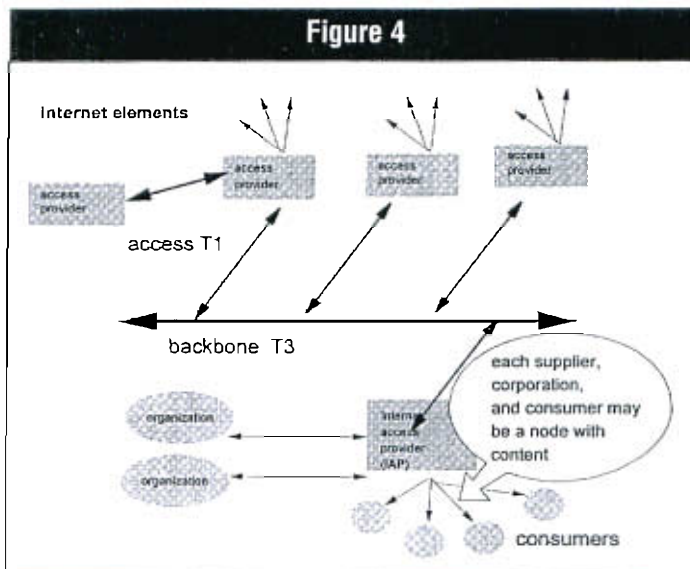 Figure 4
Internet elements
access
provider
access
provider
access
provider
access
provider
access T1
backbone T3
each supplier,
corporation,
and consumer may
be a node with
content
organization
organization
access
provider
(IAP)
consumers